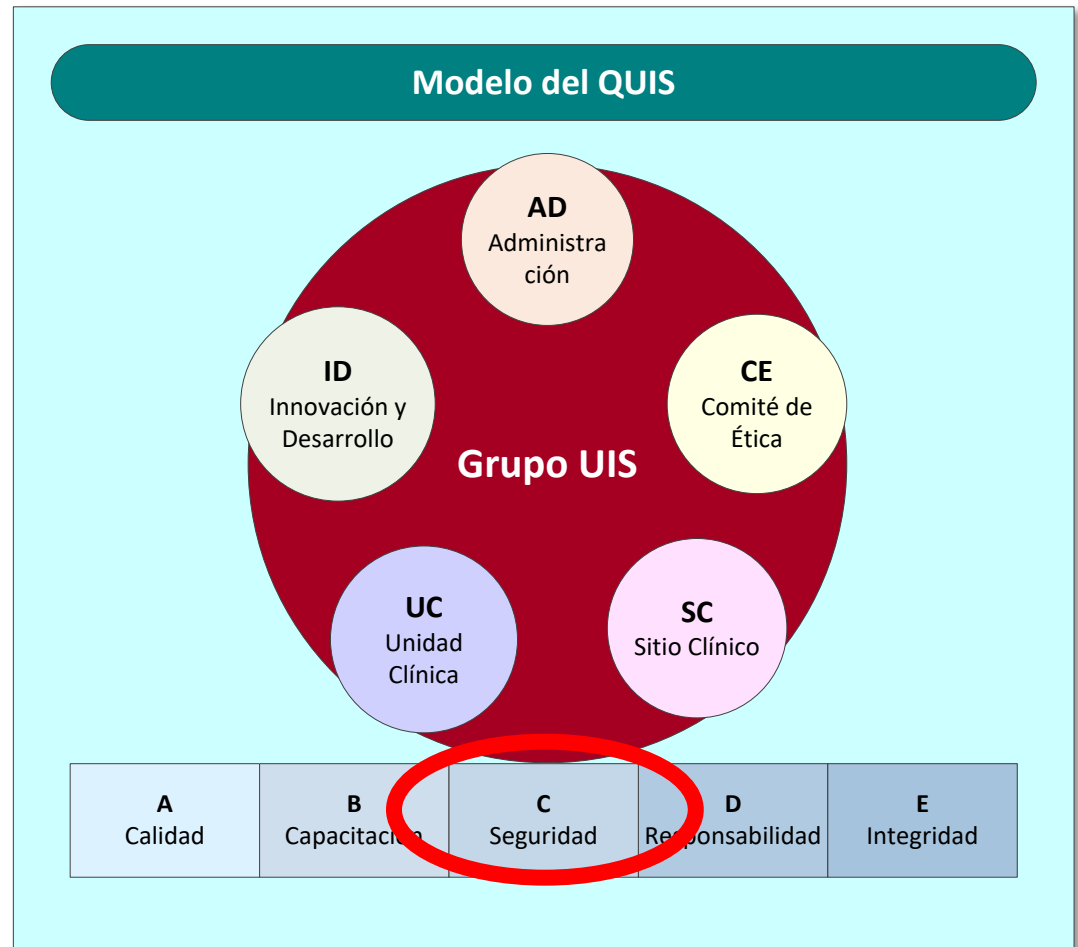 Modelo del QUIS
AD
Administra
ción
ID
Innovación y
Desarrollo
CE
Comité de
Ética
Grupo UIS
UC
Unidad
Clínica
SC
Sitio Clínico
A
Calidad
B
Capacitación
C
Seguridad
D
Responsabilidad
E
Integridad